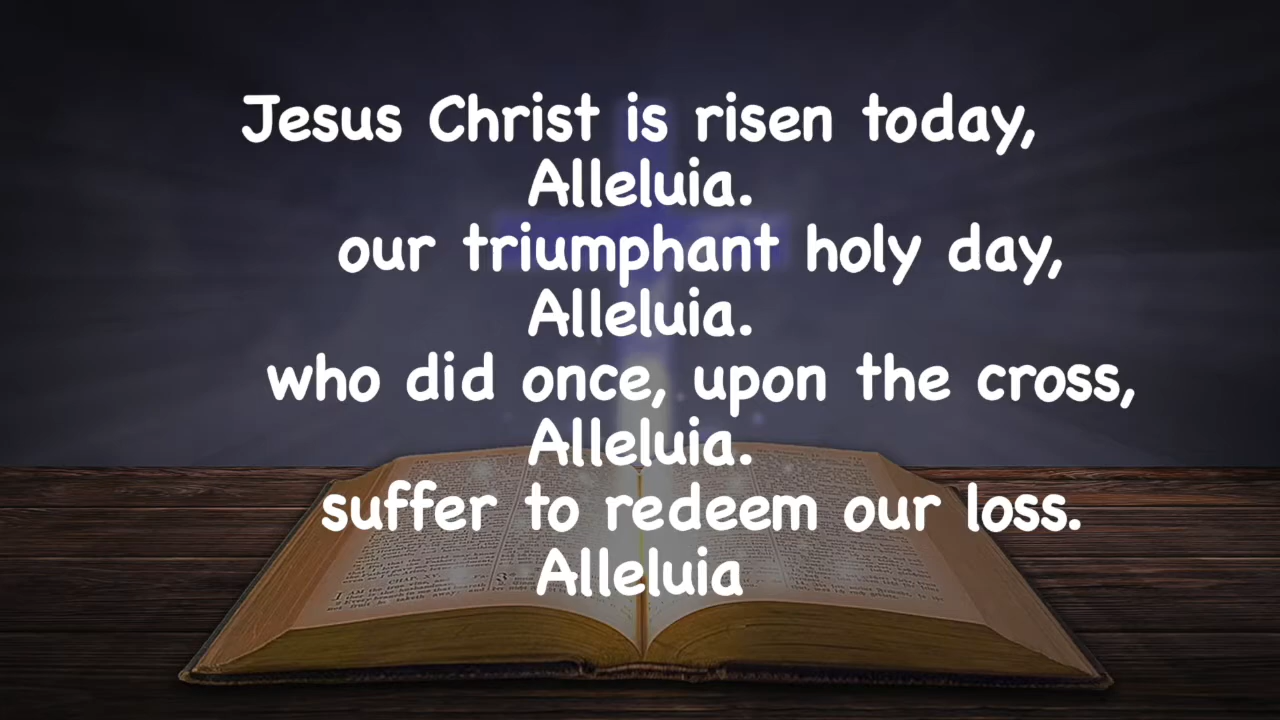 Jesus Christ is risen today,
Alleluia.
our triumphant holy day,
Alleluia.
who did once, upon the cross,
Alleluia.
suffer to redeem our loss.
Alleluia